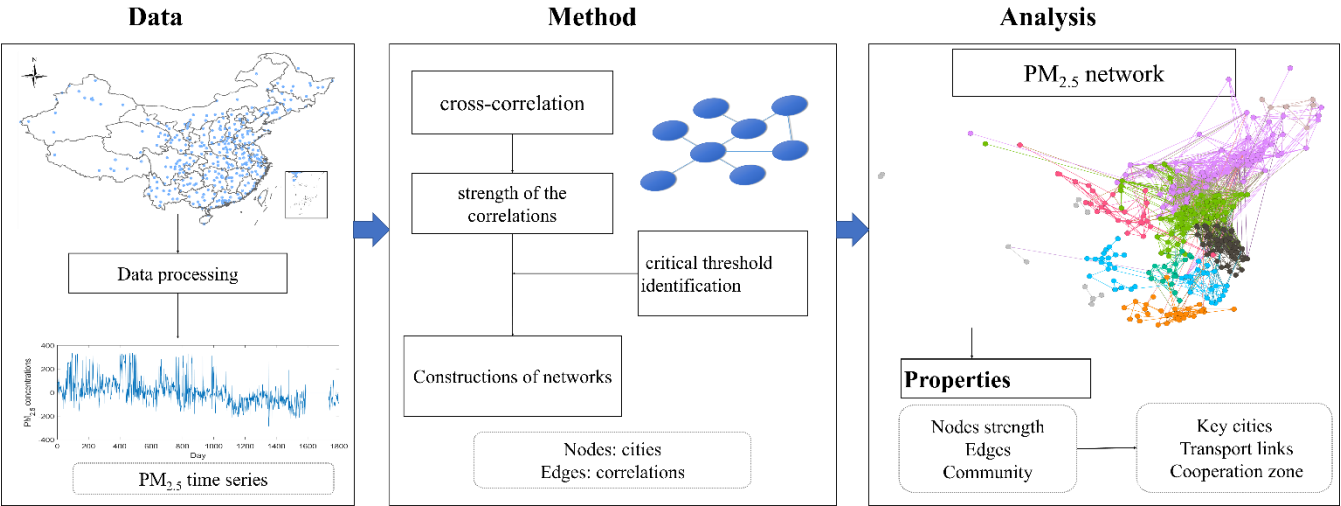 Data
Method
Analysis
N
Data processing
400
200
0
-200
-400
PM2.5 concentrations
0
200
400
600
800
1000
1200
1400
1600
1800
Day
PM2.5 time series
cross-correlation
strength of the
correlations
critical threshold
identification
Constructions of networks
Nodes: cities
Edges: correlations
PM2.5 network
Properties
Nodes strength
Edges
Community
Key cities
Transport links
Cooperation zone